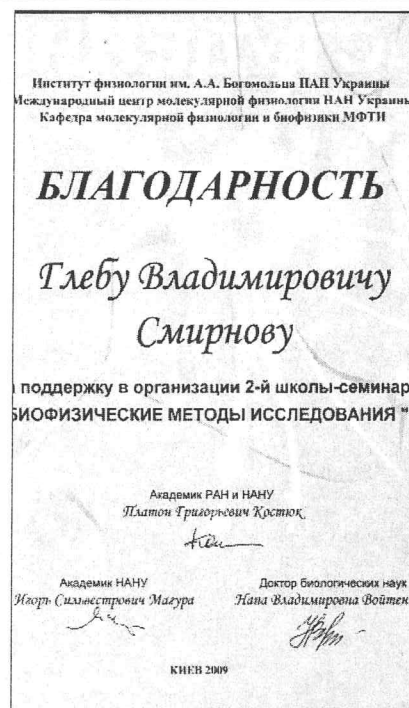 Институт физиологии им. А.А. Богомольца НАН Украины
Международный центр молекулярной физиологии НАН Украины
Кафедра молекулярной физиологии и биофизики МФТИ
БЛАГОДАРНОСТЬ
Глебу Владимировичу
Смирнову
поддержку в организации 2-й школы-семинар
БИОФИЗИЧЕСКИЕ МЕТОДЫ ИССЛЕДОВАНИЯ "
Академик РАН и НАНУ
Платон Григорьевич Костюк
Академик НАНУ
Игорь Сильвестрович Магура
Доктор биологических наук
Нана Владимировна Войтен
КИЕВ 2009